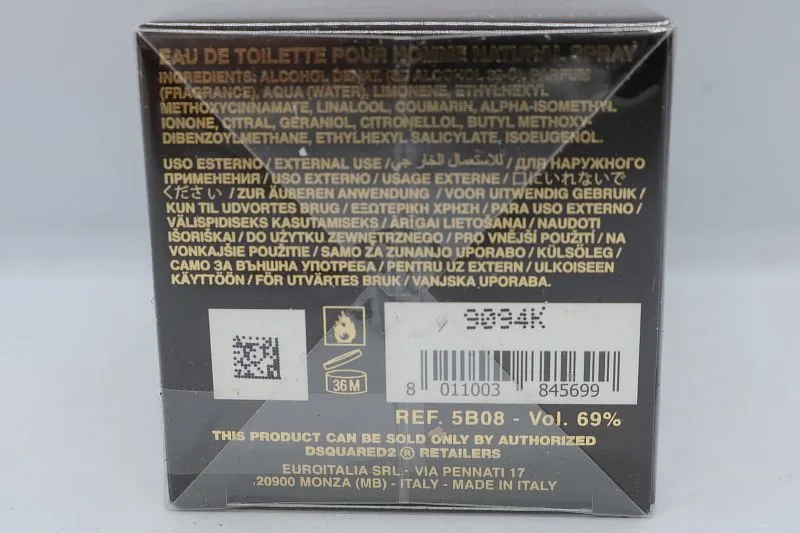 EAU DE TOILETTE POUR HOMME NATURAL SPRAY
INGREDIENTS: ALCOHOL DENAT. (SD ALCOHOL 39-C), PARFUM
(FRAGRANCE), AQUA (WATER), LIMONENE, ETHYLHEXYL
METHOXYCINNAMATE, LINALOOL, COUMARIN, ALPHA-ISOMETHYL
IONONE, CITRAL, GERANIOL, CITRONELLOL, BUTYL METHOXY-
DIBENZOYLMETHANE, ETHYLHEXYL SALICYLATE, ISOEUGENOL.
USO ESTERNO / EXTERNAL USE / للاستعمال الخارجي / ДЛЯ НАРУЖНОГО
ПРИМЕНЕНИЯ / USO EXTERNO / USAGE EXTERNE / 口にいれないで
ください / ZUR ÄUßEREN ANWENDUNG / VOOR UITWENDIG GEBRUIK /
KUN TIL UDVORTES BRUG / ΕΞΩΤΕΡΙΚΗ ΧΡΗΣΗ / PARA USO EXTERNO /
VÄLISPIDISEKS KASUTAMISEKS / ĀRĪGAI LIETOŠANAI / NAUDOTI
IŠORIŠKAI / DO UŻYTKU ZEWNĘTRZNEGO / PRO VNĚJŠÍ POUŽITÍ / NA
VONKAJŠIE POUŽITIE / SAMO ZA ZUNANJO UPORABO / KÜLSŐLEG /
САМО ЗА ВЪНШНА УПОТРЕБА / PENTRU UZ EXTERN / ULKOISEEN
KÄYTTÖÖN / FÖR UTVÄRTES BRUK / VANJSKA UPORABA.
9094K
36M
8 011003 845699
REF. 5B08 - Vol. 69%
THIS PRODUCT CAN BE SOLD ONLY BY AUTHORIZED
DSQUARED2 ® RETAILERS
EUROITALIA SRL - VIA PENNATI 17
20900 MONZA (MB) - ITALY - MADE IN ITALY